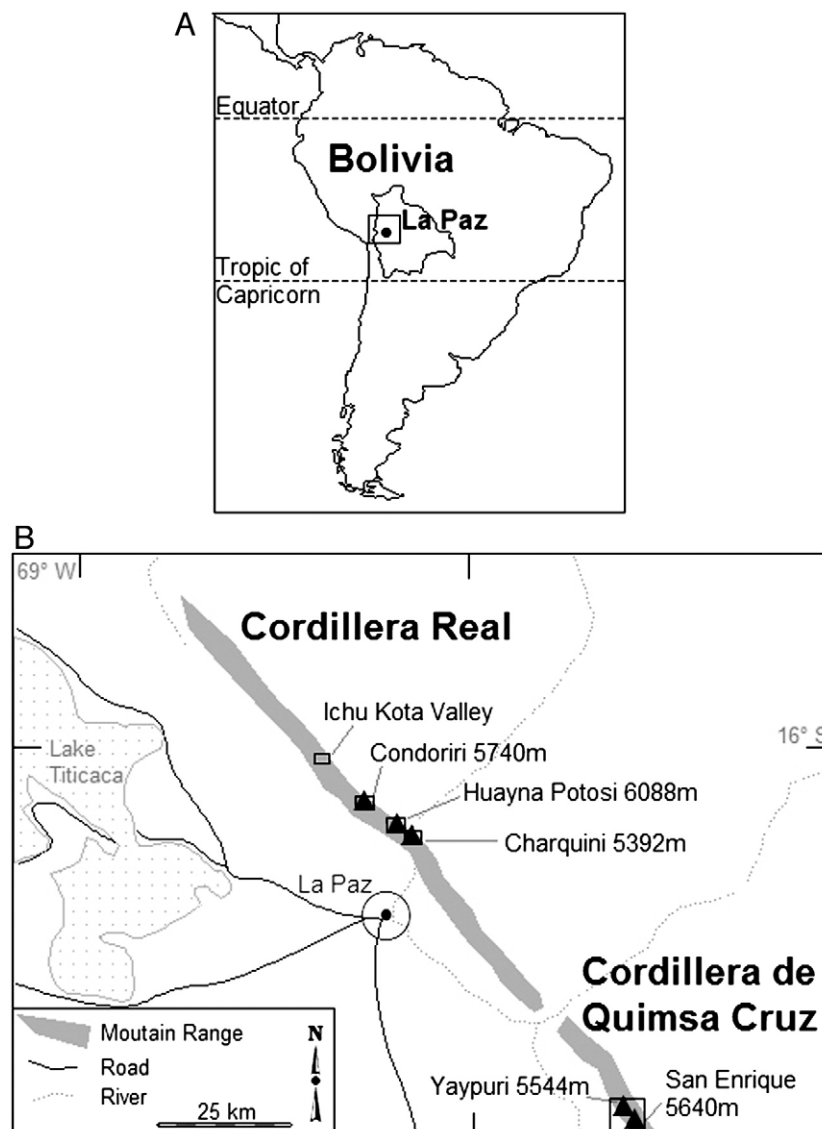 A
Equator
Bolivia
La Paz
Tropic of
Capricorn
B
69° W
Cordillera Real
Ichu Kota Valley
16° S
Lake
Titicaca
Condoriri 5740m
Huayna Potosi 6088m
Charquini 5392m
La Paz
Cordillera de
Quimsa Cruz
Moutain Range
N
Road
River
25 km
Yaypuri 5544m
San Enrique
5640m